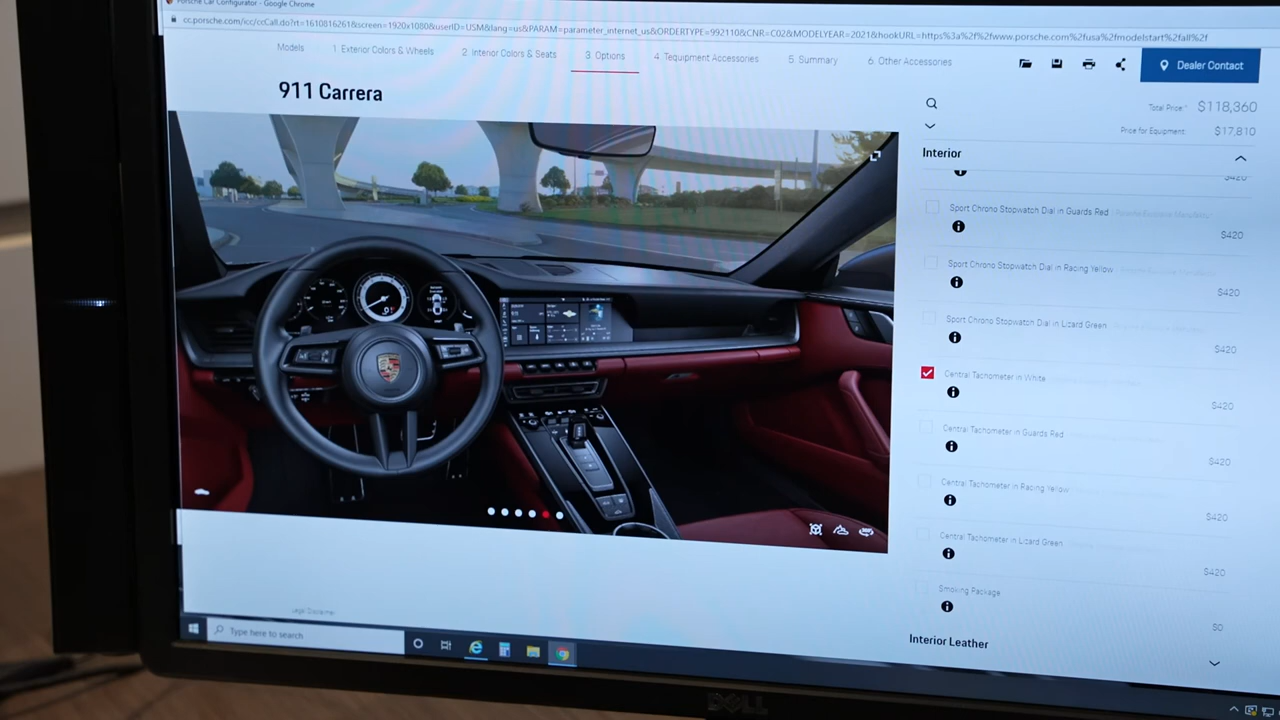 Porsche Car Configurator - Google Chrome
cc.porsche.com/icc/ccCall.do?rt=1610816261&screen=1920x1080&userID=USM&lang=us&PARAM=parameter_internet_us&ORDERTYPE=992110&CNR=C02&MODELYEAR=2021&hookURL=https%3a%2f%2fwww.porsche.com%2fusa%2fmodelstart%2fall%2f
Models
1. Exterior Colors & Wheels
2. Interior Colors & Seats
3. Options
4. Tequipment Accessories
5. Summary
6. Other Accessories
Dealer Contact
911 Carrera
Total Price:* $118,360
Price for Equipment: $17,810
Interior
$420
Sport Chrono Stopwatch Dial in Guards Red
$420
Sport Chrono Stopwatch Dial in Racing Yellow
$420
Sport Chrono Stopwatch Dial in Lizard Green
$420
Central Tachometer in White
$420
Central Tachometer in Guards Red
$420
Central Tachometer in Racing Yellow
$420
Central Tachometer in Lizard Green
$420
Smoking Package
$0
Interior Leather
Legal Disclaimer
Type here to search
DELL